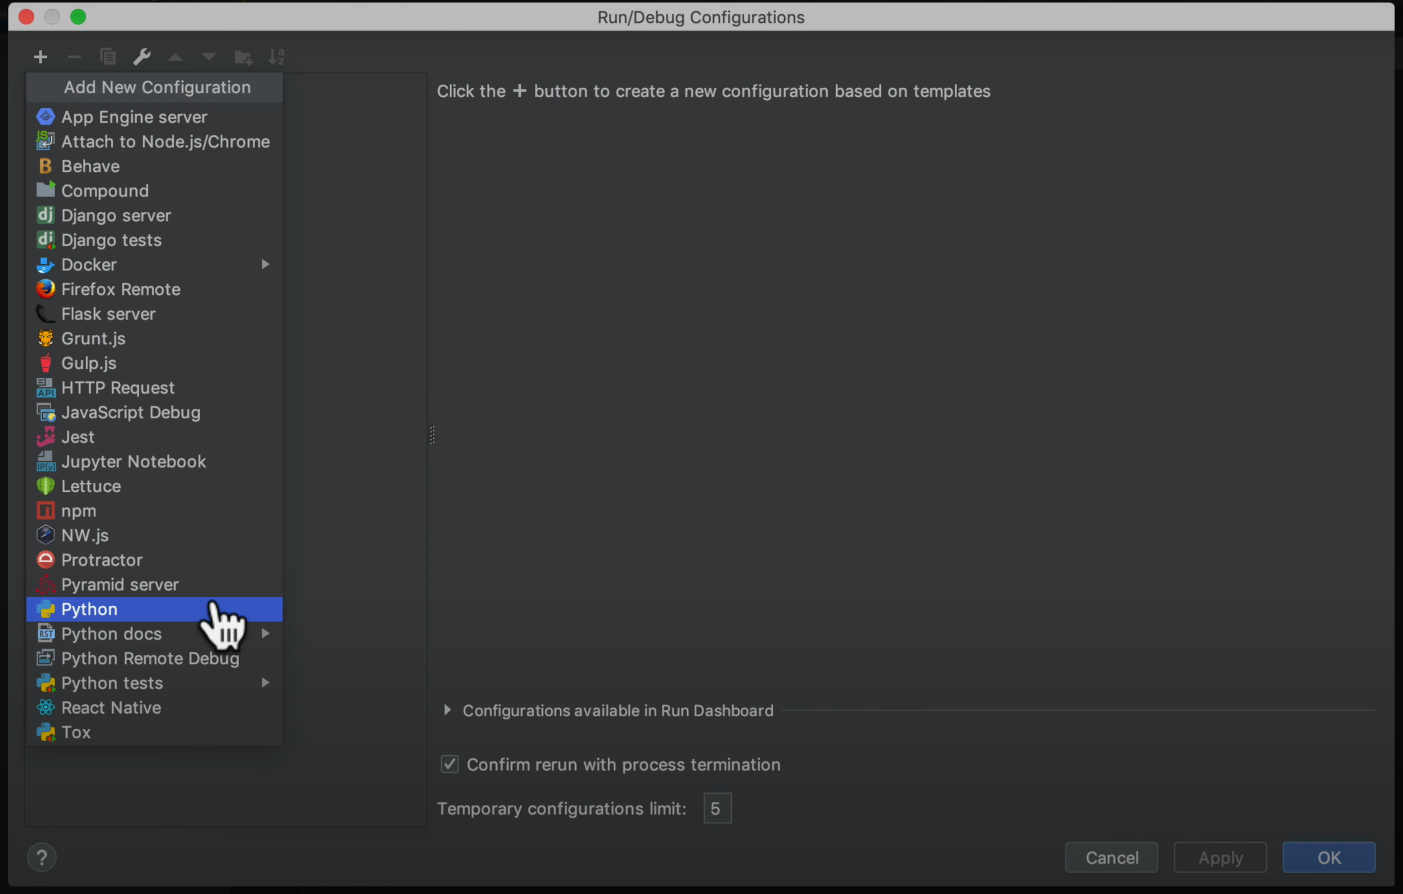 Run/Debug Configurations
Add New Configuration
Click the + button to create a new configuration based on templates
App Engine server
Attach to Node.js/Chrome
Behave
Compound
Django server
Django tests
Docker
Firefox Remote
Flask server
Grunt.js
Gulp.js
HTTP Request
JavaScript Debug
Jest
Jupyter Notebook
Lettuce
npm
NW.js
Protractor
Pyramid server
Python
Python docs
Python Remote Debug
Python tests
React Native
Tox
Configurations available in Run Dashboard
Confirm rerun with process termination
Temporary configurations limit: 5
? Cancel Apply OK